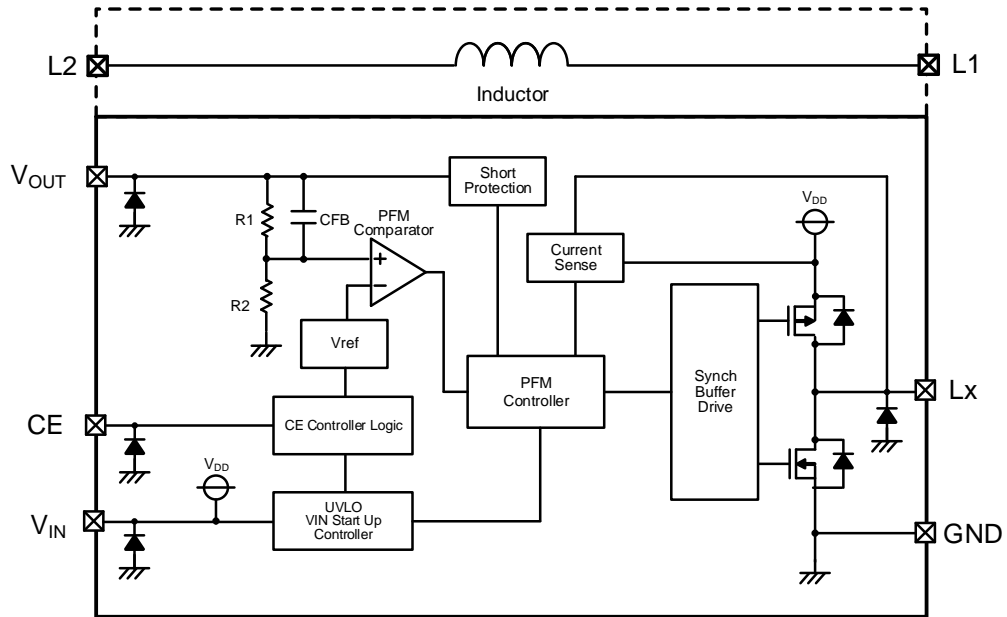 L2
L1
Inductor
VOUT
Short
Protection
VDD
R1
CFB
PFM
Comparator
Current
Sense
+
−
R2
Vref
PFM
Controller
Synch
Buffer
Drive
Lx
CE
CE Controller Logic
VDD
VIN
UVLO
VIN Start Up
Controller
GND